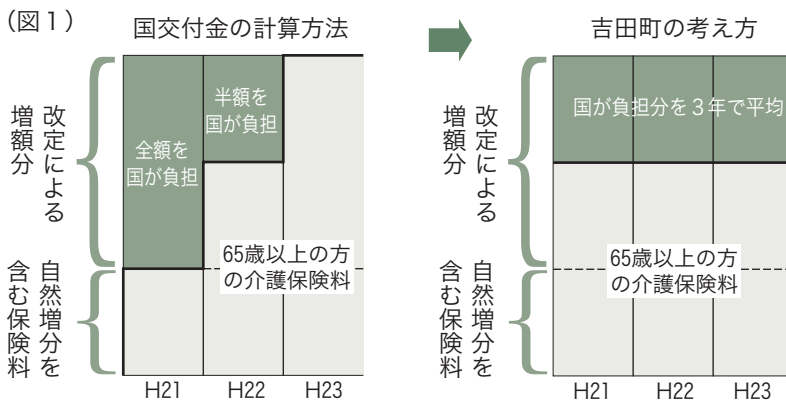 (図１)
国交付金の計算方法
改定による
増額分
自然増分を
含む保険料
全額を
国が負担
半額を
国が負担
65歳以上の方
の介護保険料
H21
H22
H23
吉田町の考え方
改定による
増額分
自然増分を
含む保険料
国が負担分を３年で平均
65歳以上の方
の介護保険料
H21
H22
H23